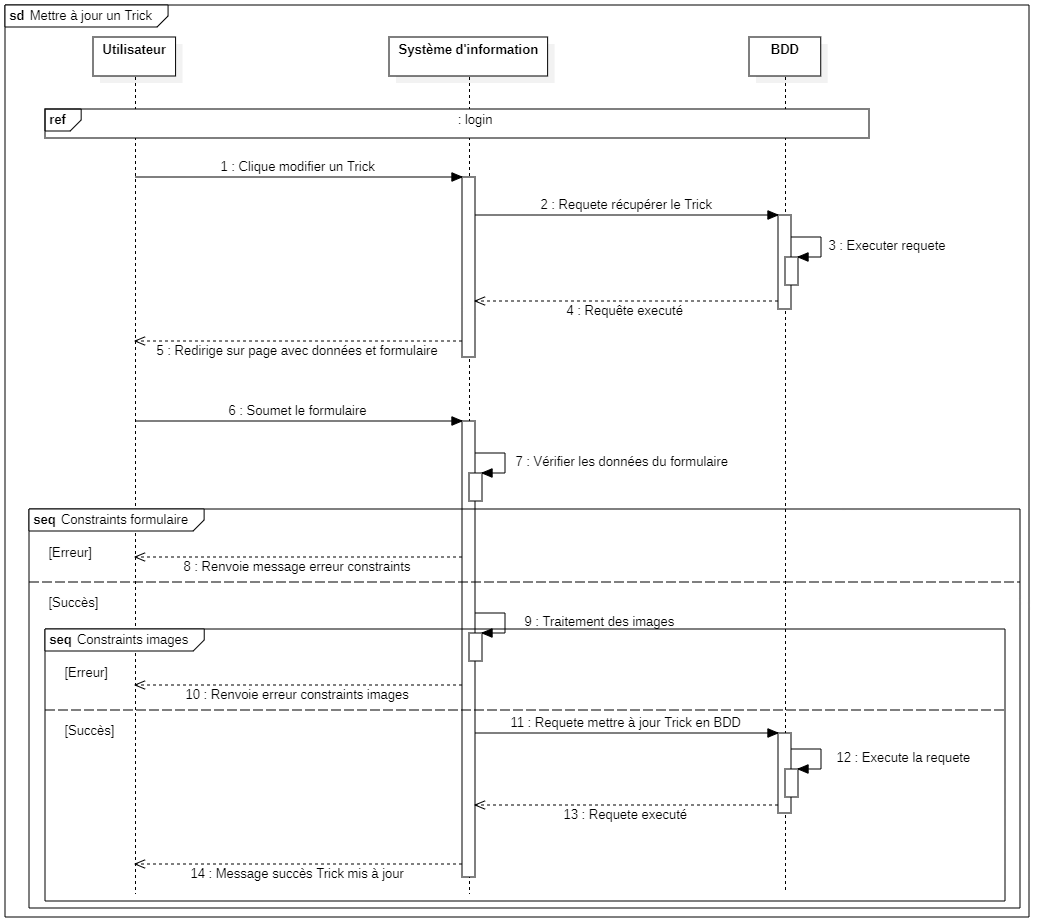 sd Mettre à jour un Trick
Utilisateur
Système d'information
BDD
ref
: login
1 : Clique modifier un Trick
2 : Requete récupérer le Trick
3 : Executer requete
4 : Requête executé
5 : Redirige sur page avec données et formulaire
6 : Soumet le formulaire
7 : Vérifier les données du formulaire
seq Constraints formulaire
[Erreur]
8 : Renvoie message erreur constraints
[Succès]
9 : Traitement des images
seq Constraints images
[Erreur]
10 : Renvoie erreur constraints images
11 : Requete mettre à jour Trick en BDD
[Succès]
12 : Execute la requete
13 : Requete executé
14 : Message succès Trick mis à jour